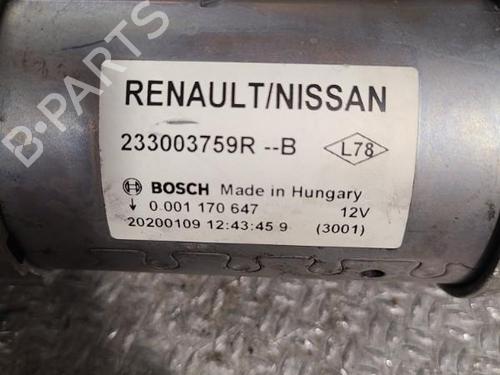 B-PARTS
RENAULT/NISSAN
233003759R --B
L78
BOSCH Made in Hungary
0 001 170 647 12V
20200109 12:43:45 9 (3001)